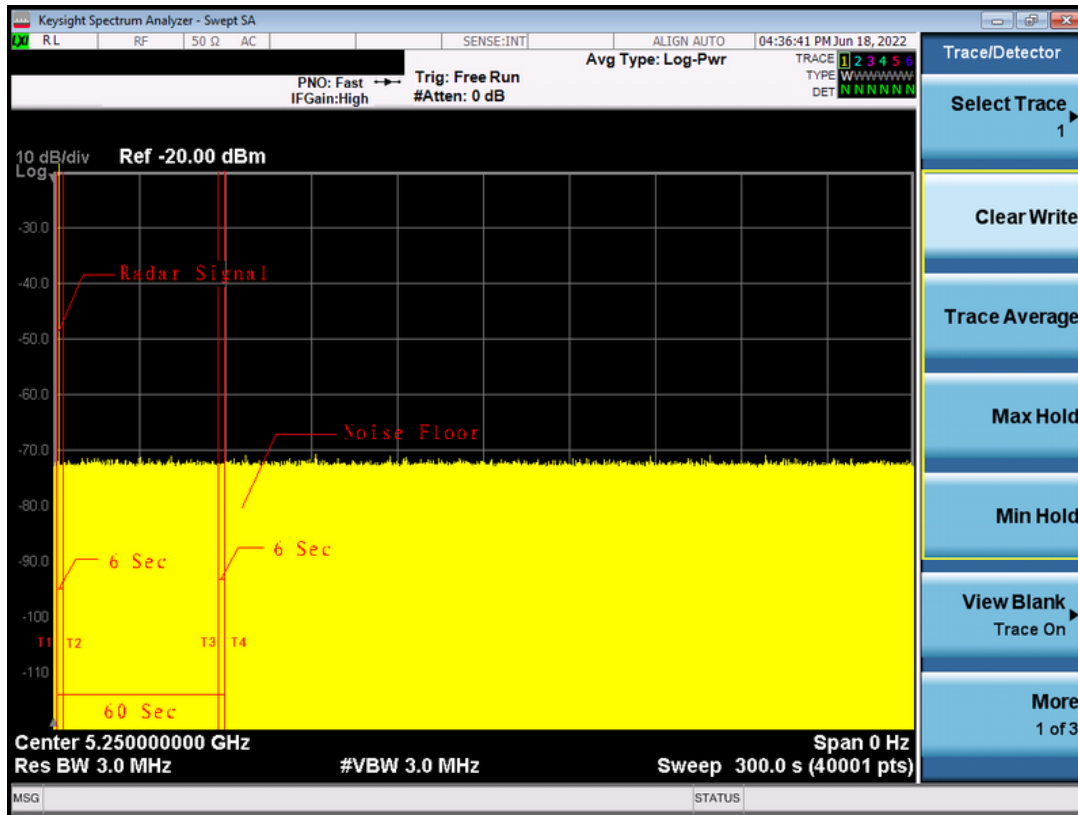 Keysight Spectrum Analyzer - Swept SA
LXI RL RF 50 Ω AC SENSE:INT ALIGN AUTO 04:36:41 PM Jun 18, 2022
Trace/Detector
PNO: Fast
IFGain:High
Trig: Free Run
#Atten: 0 dB
Avg Type: Log-Pwr
TRACE 1 2 3 4 5 6
TYPE WWWWWW
DET N N N N N N
Select Trace
1
10 dB/div Ref -20.00 dBm
Log
Clear Write
-30.0
Radar Signal
-40.0
Trace Average
-50.0
-60.0
Max Hold
Noise Floor
-70.0
-80.0
Min Hold
6 Sec
6 Sec
-90.0
View Blank
Trace On
-100
T1 T2 T3 T4
-110
60 Sec
More
1 of 3
Center 5.250000000 GHz Span 0 Hz
Res BW 3.0 MHz #VBW 3.0 MHz Sweep 300.0 s (40001 pts)
MSG STATUS